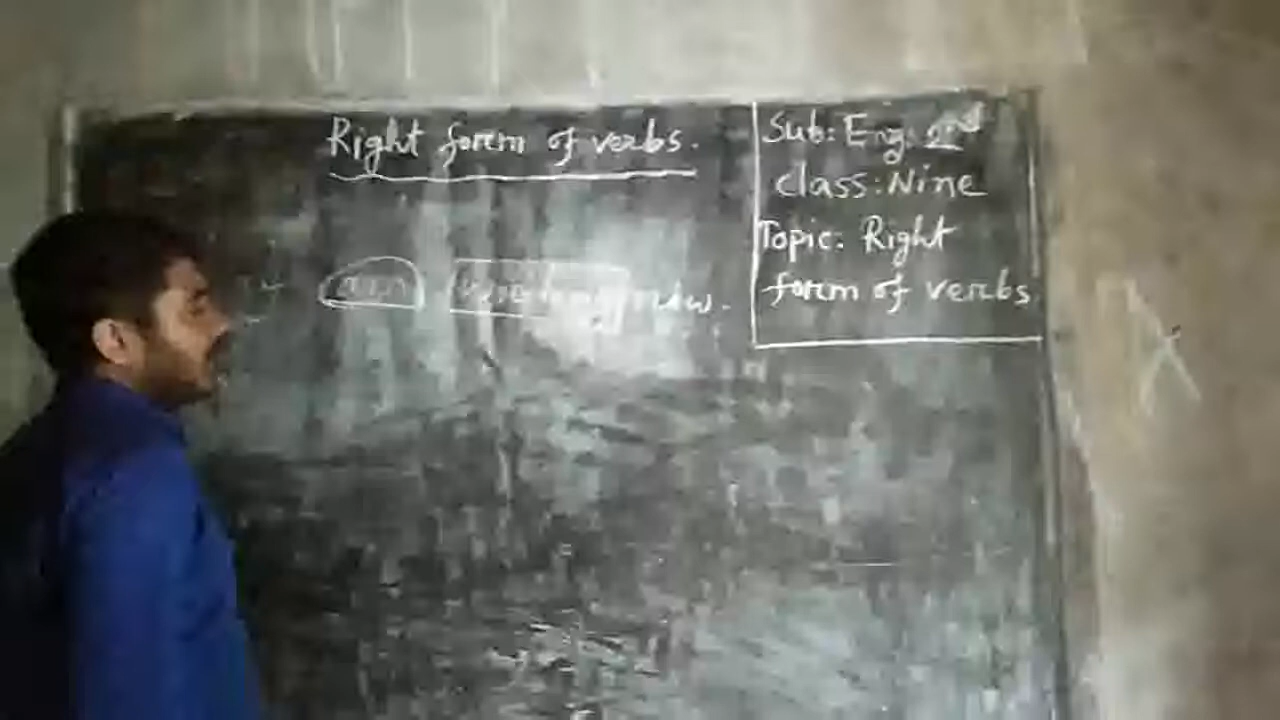 Right form of verbs.
Sub: Eng: 2nd
class: Nine
Topic: Right
form of verbs